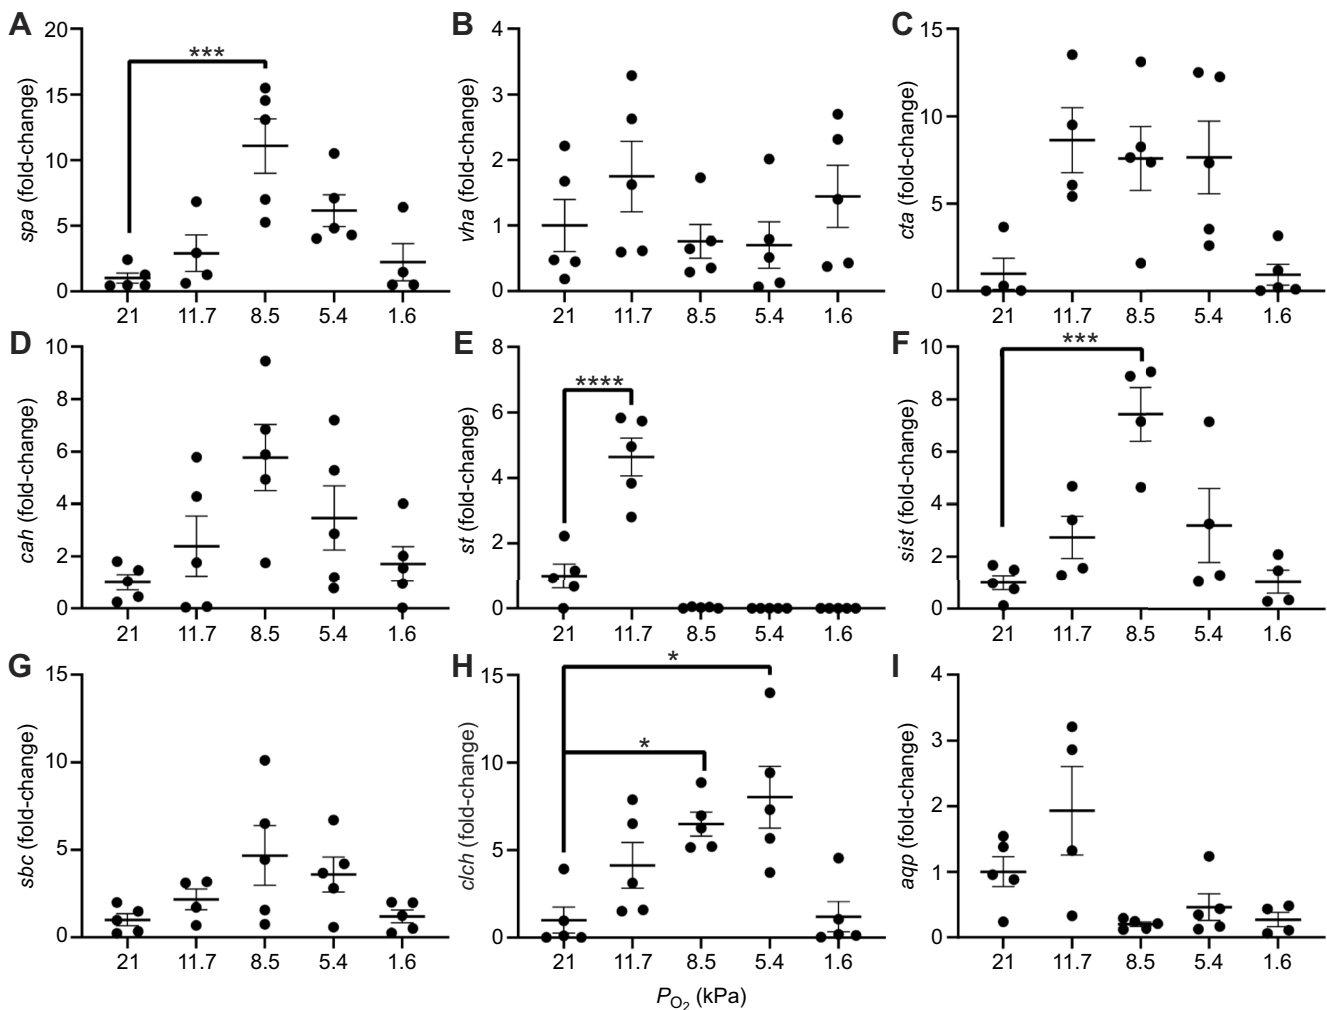 A
spa (fold-change)
20
15
10
5
0
***
21 11.7 8.5 5.4 1.6
B
vha (fold-change)
4
3
2
1
0
21 11.7 8.5 5.4 1.6
C
cta (fold-change)
15
10
5
0
21 11.7 8.5 5.4 1.6
D
cah (fold-change)
10
8
6
4
2
0
21 11.7 8.5 5.4 1.6
E
st (fold-change)
8
6
4
2
0
****
21 11.7 8.5 5.4 1.6
F
sist (fold-change)
10
8
6
4
2
0
***
21 11.7 8.5 5.4 1.6
G
sbc (fold-change)
15
10
5
0
21 11.7 8.5 5.4 1.6
H
clch (fold-change)
15
10
5
0
*
*
21 11.7 8.5 5.4 1.6
I
aqp (fold-change)
4
3
2
1
0
21 11.7 8.5 5.4 1.6
PO2 (kPa)